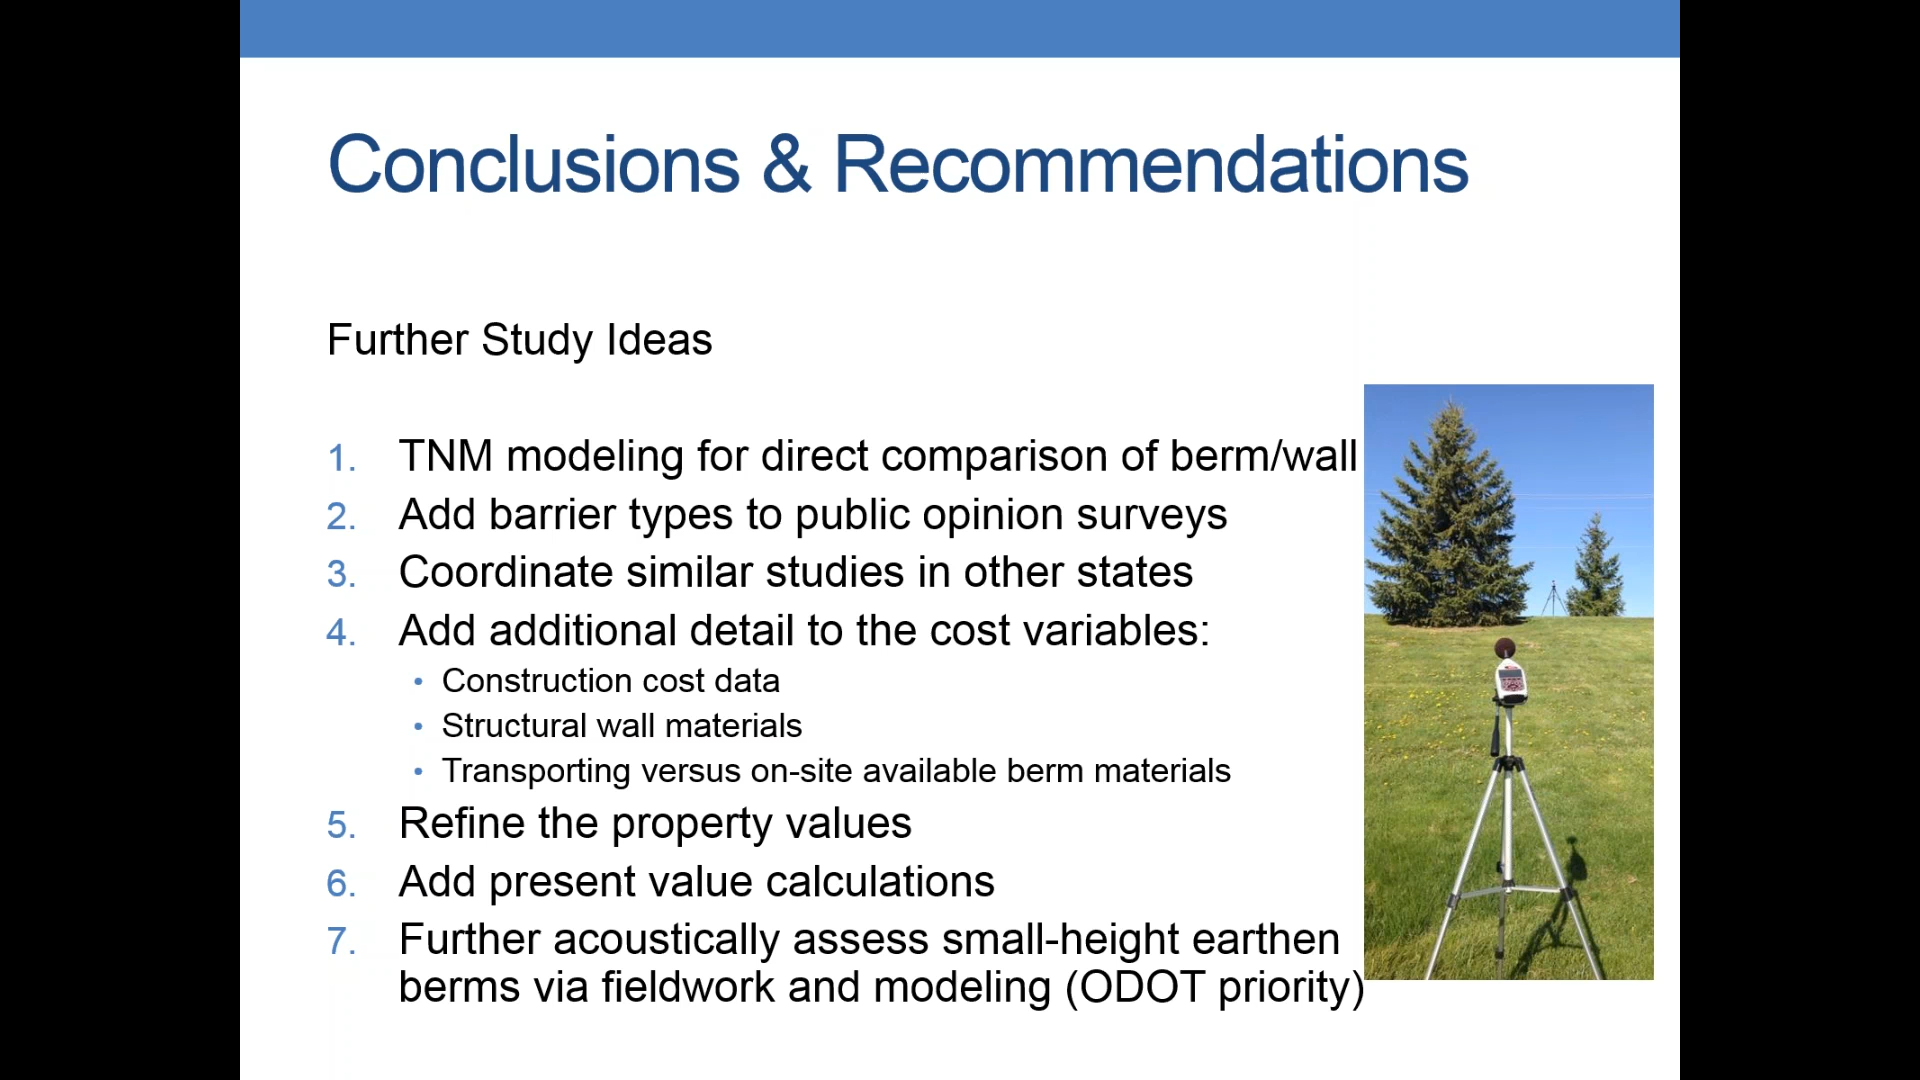 Conclusions & Recommendations
Further Study Ideas
1. TNM modeling for direct comparison of berm/wall
2. Add barrier types to public opinion surveys
3. Coordinate similar studies in other states
4. Add additional detail to the cost variables:
• Construction cost data
• Structural wall materials
• Transporting versus on-site available berm materials
5. Refine the property values
6. Add present value calculations
7. Further acoustically assess small-height earthen
berms via fieldwork and modeling (ODOT priority)